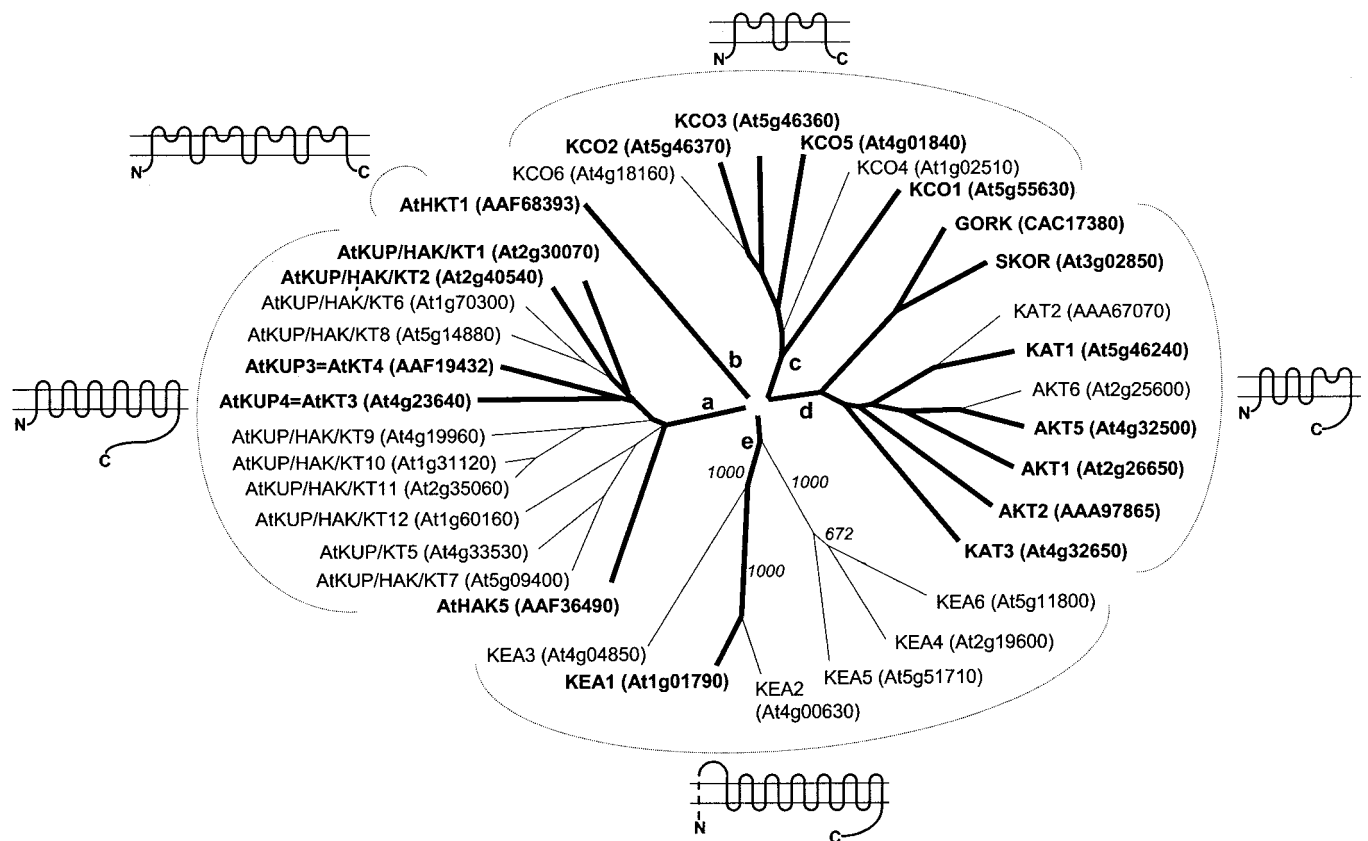 N
C
N
C
KCO3 (At5g46360)
KCO2 (At5g46370)
KCO5 (At4g01840)
KCO6 (At4g18160)
KCO4 (At1g02510)
KCO1 (At5g55630)
AtHKT1 (AAF68393)
GORK (CAC17380)
SKOR (At3g02850)
KAT2 (AAA67070)
KAT1 (At5g46240)
AKT6 (At2g25600)
AKT5 (At4g32500)
AKT1 (At2g26650)
AKT2 (AAA97865)
KAT3 (At4g32650)
AtKUP/HAK/KT1 (At2g30070)
AtKUP/HAK/KT2 (At2g40540)
AtKUP/HAK/KT6 (At1g70300)
AtKUP/HAK/KT8 (At5g14880)
AtKUP3=AtKT4 (AAF19432)
AtKUP4=AtKT3 (At4g23640)
AtKUP/HAK/KT9 (At4g19960)
AtKUP/HAK/KT10 (At1g31120)
AtKUP/HAK/KT11 (At2g35060)
AtKUP/HAK/KT12 (At1g60160)
AtKUP/KT5 (At4g33530)
AtKUP/HAK/KT7 (At5g09400)
AtHAK5 (AAF36490)
N
C
N
C
b
c
a
d
e
1000
1000
672
1000
KEA6 (At5g11800)
KEA4 (At2g19600)
KEA5 (At5g51710)
KEA3 (At4g04850)
KEA1 (At1g01790)
KEA2
(At4g00630)
N
C